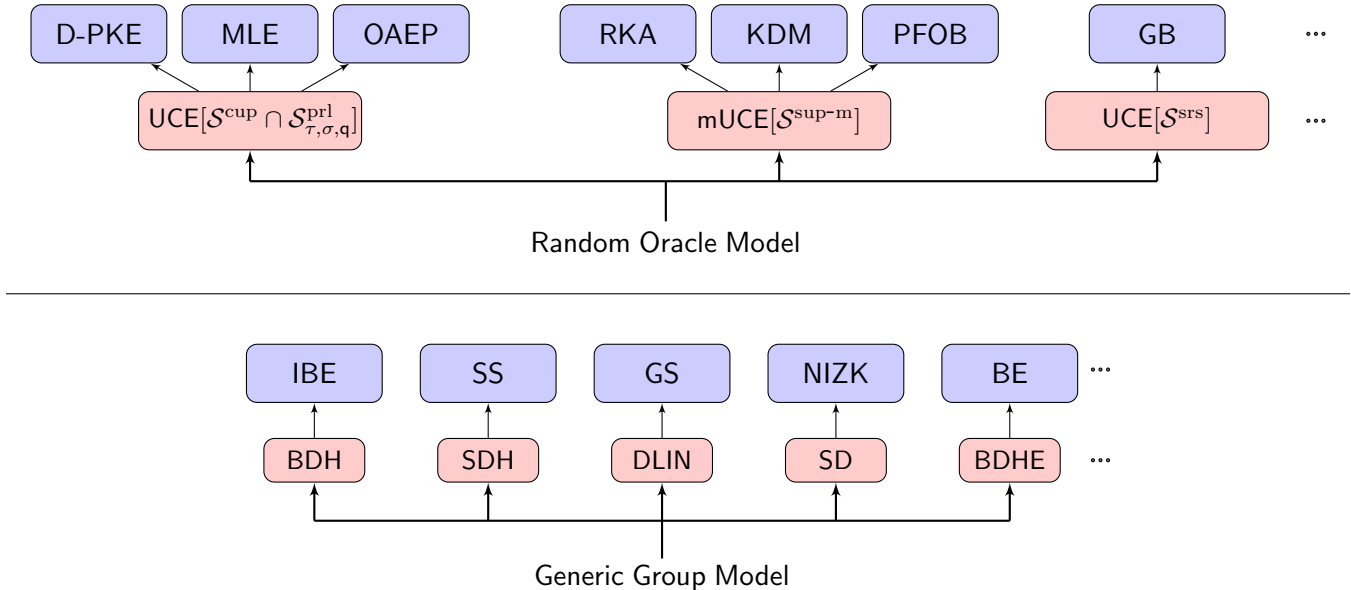 D-PKE MLE OAEP RKA KDM PFOB GB ...
UCE[𝒮^cup ∩ 𝒮^prl_τ,σ,q] mUCE[𝒮^sup-m] UCE[𝒮^srs] ...
Random Oracle Model
IBE SS GS NIZK BE ...
BDH SDH DLIN SD BDHE ...
Generic Group Model